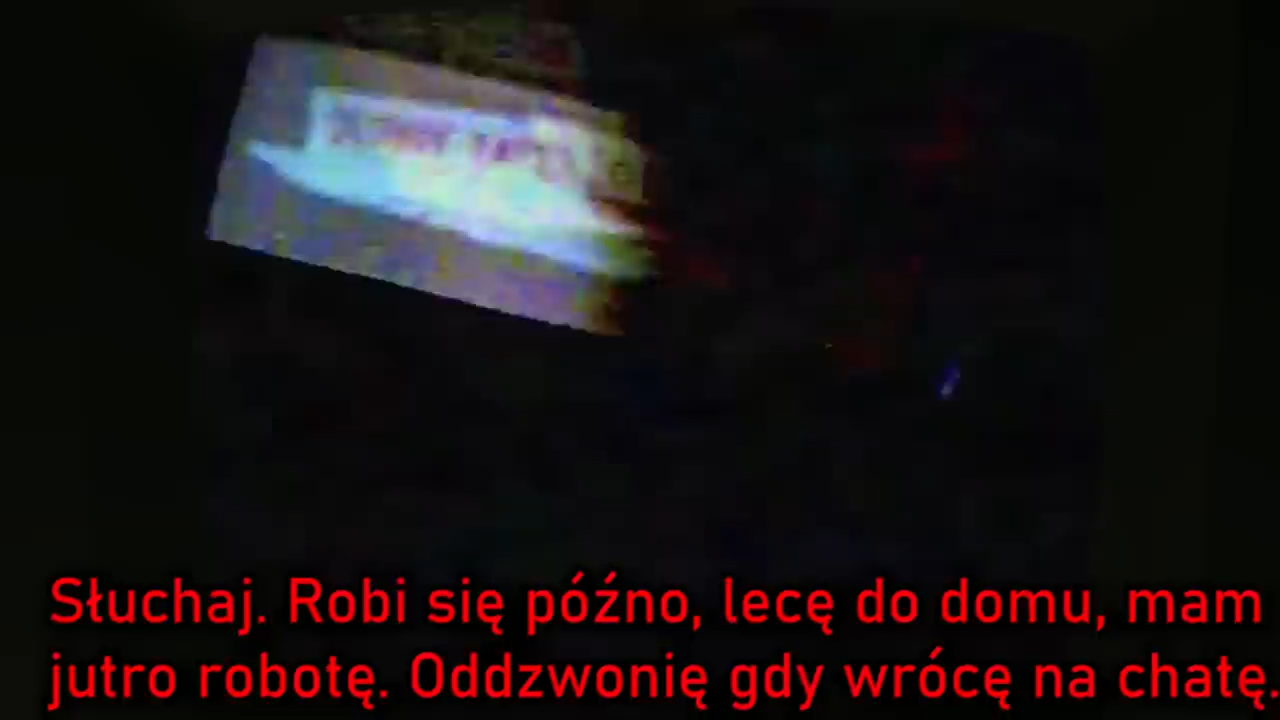 Słuchaj. Robi się późno, lecę do domu, mam
jutro robotę. Oddzwonię gdy wrócę na chatę.